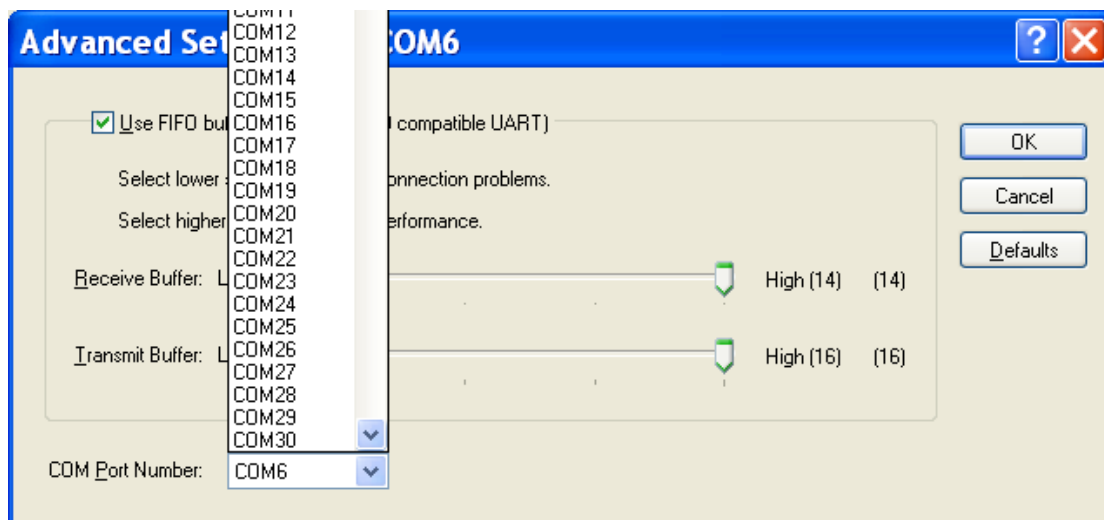 COM11
COM12
Advanced Set COM6
COM13
COM14
COM15
Use FIFO bu COM16 compatible UART)
COM17
OK
Select lower COM18 onnection problems.
COM19
Cancel
Select higher COM20 erformance.
COM21
COM22
Defaults
Receive Buffer: L COM23 High (14) (14)
COM24
COM25
Transmit Buffer: L COM26 High (16) (16)
COM27
COM28
COM29
COM30
COM Port Number: COM6